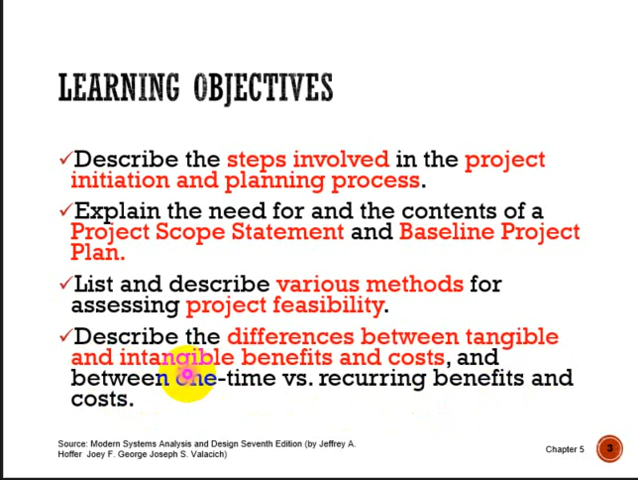 LEARNING OBJECTIVES
✓Describe the steps involved in the project
initiation and planning process.
✓Explain the need for and the contents of a
Project Scope Statement and Baseline Project
Plan.
✓List and describe various methods for
assessing project feasibility.
✓Describe the differences between tangible
and intangible benefits and costs, and
between one-time vs. recurring benefits and
costs.
Source: Modern Systems Analysis and Design Seventh Edition (by Jeffrey A.
Hoffer Joey F. George Joseph S. Valacich)
Chapter 5
3